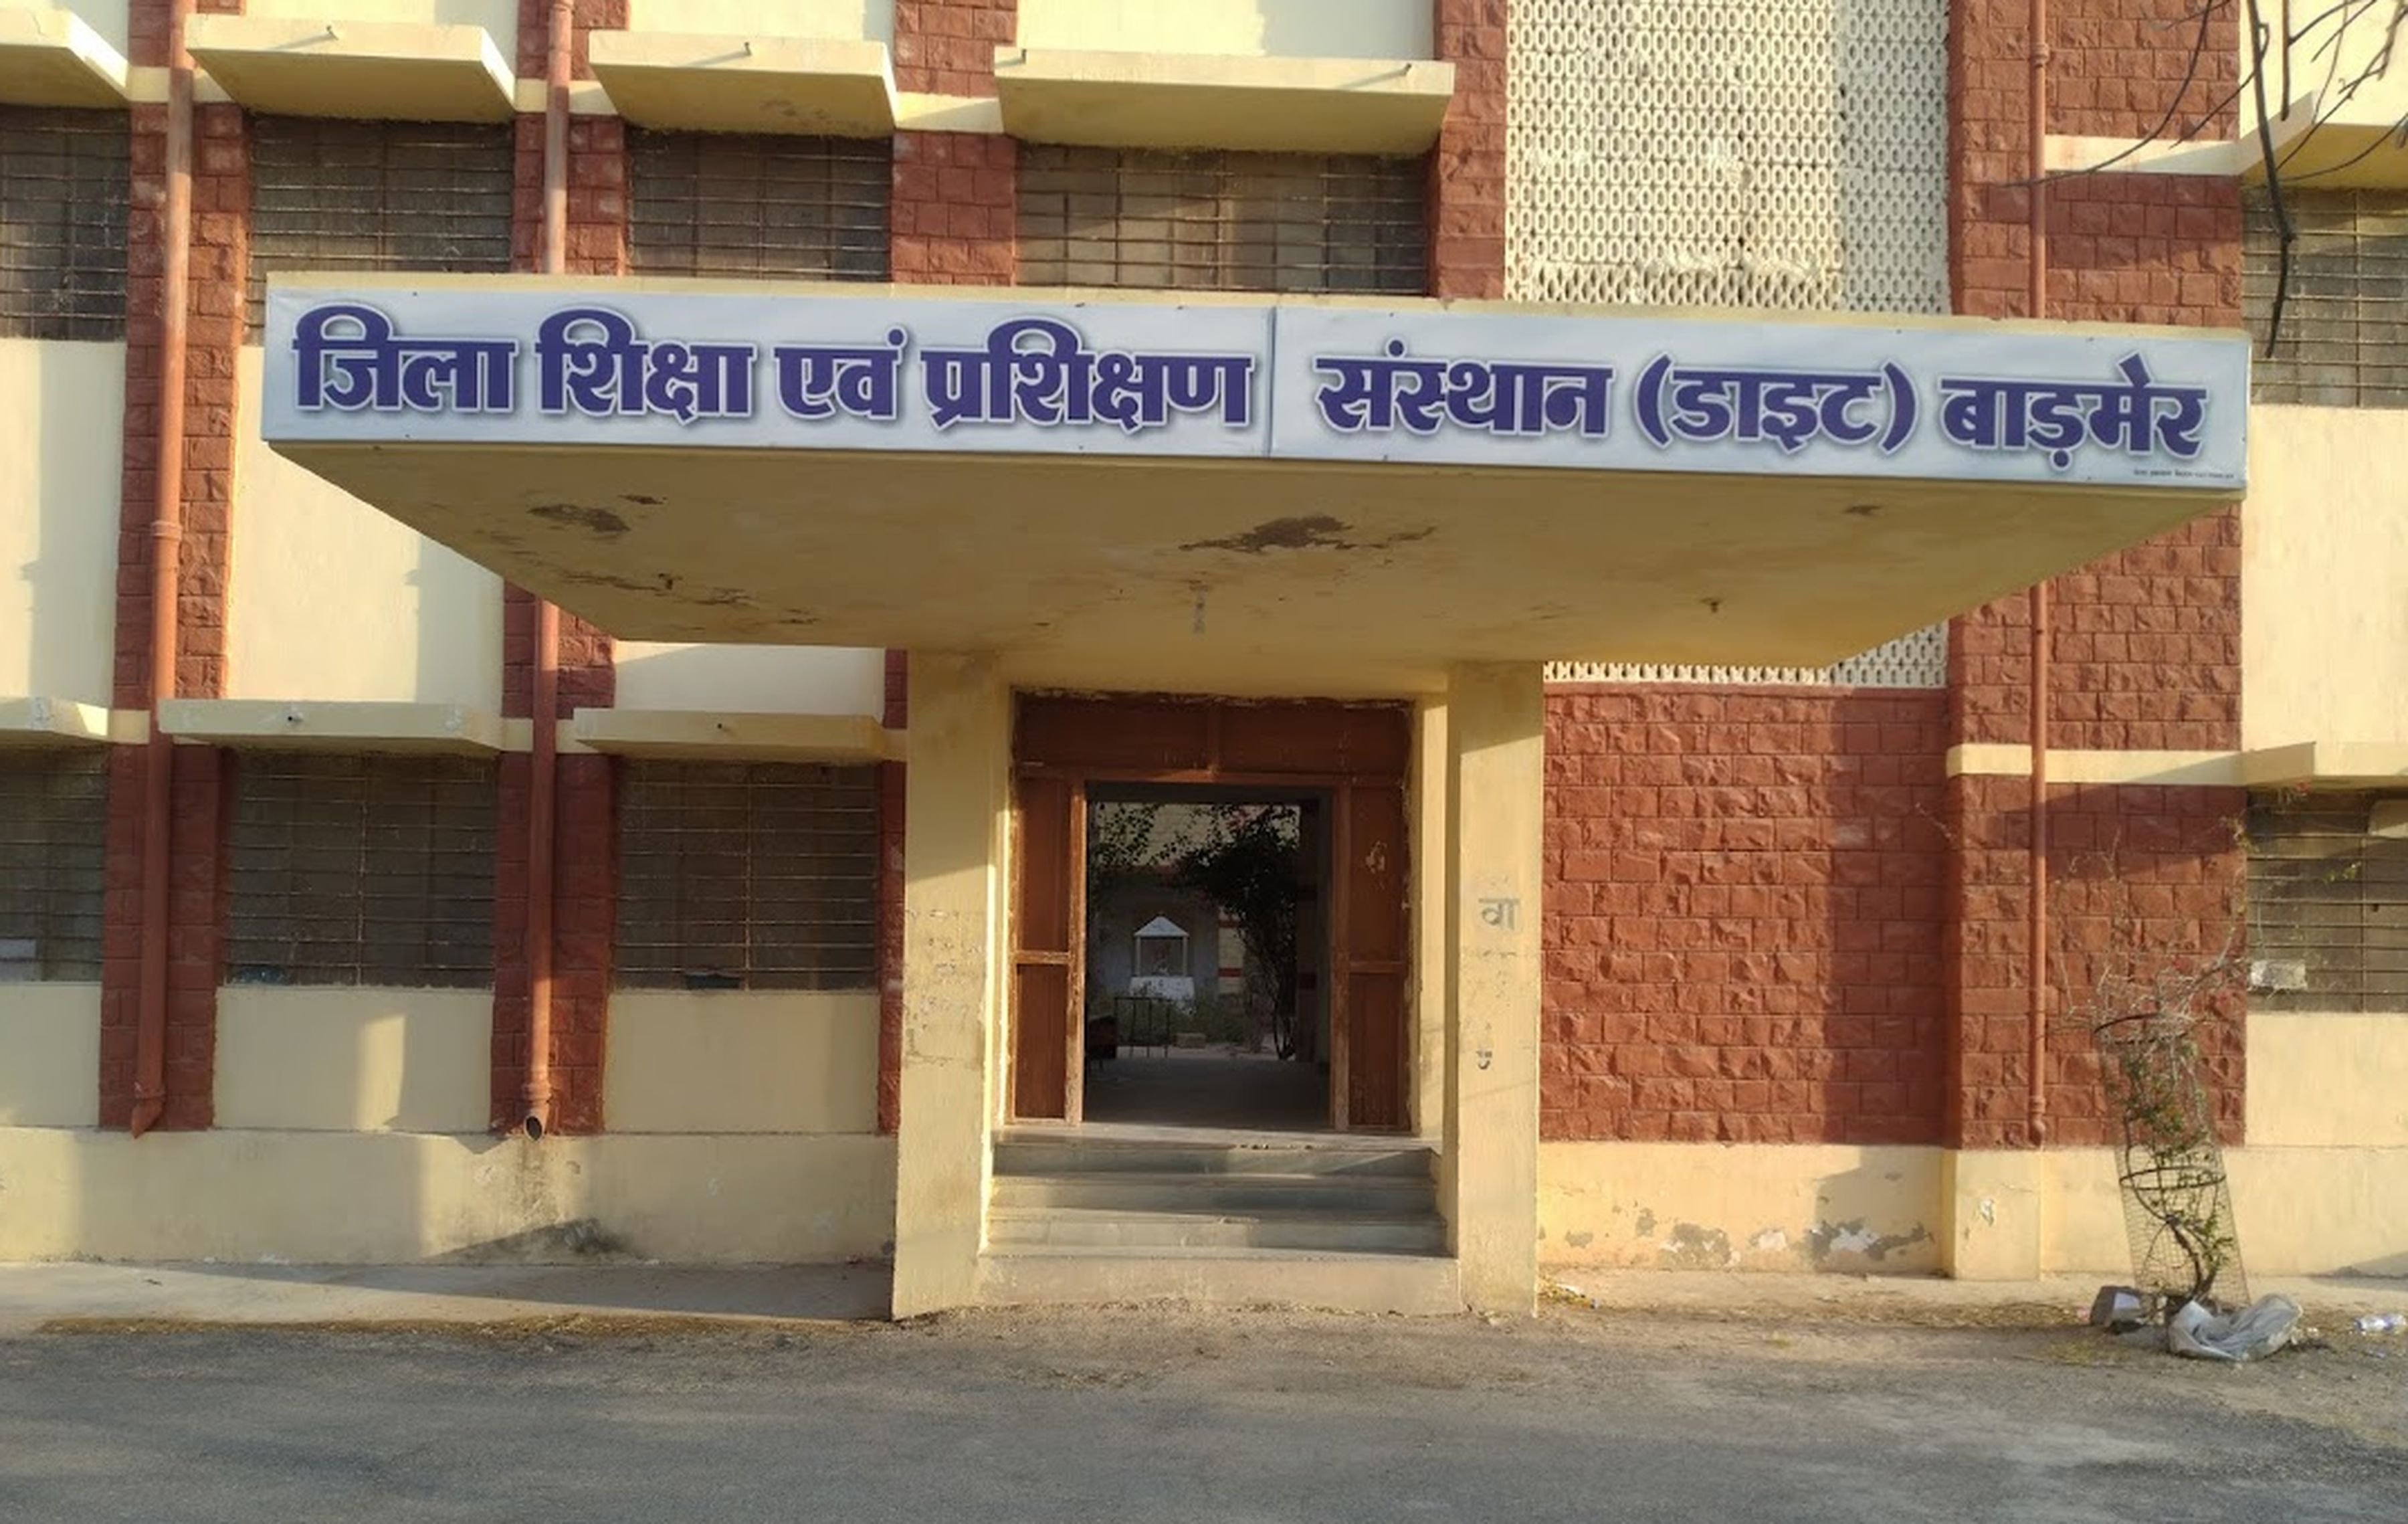 जिला शिक्षा एवं प्रशिक्षण संस्थान (डाइट) बाड़मेर
वा